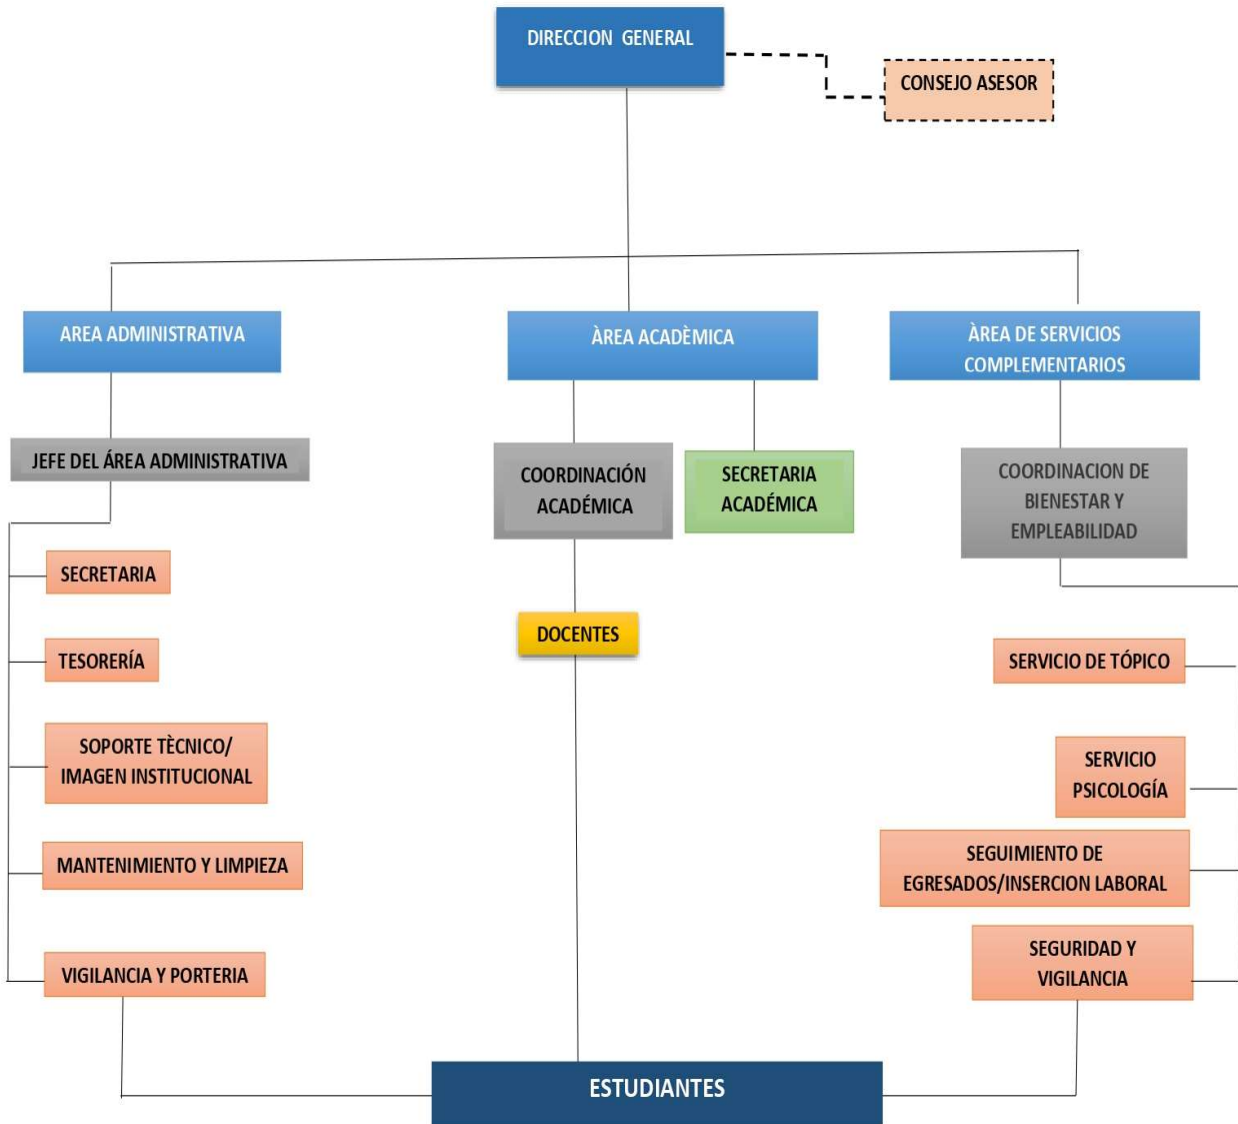 DIRECCION GENERAL
CONSEJO ASESOR
AREA ADMINISTRATIVA
ÀREA ACADÈMICA
ÀREA DE SERVICIOS
COMPLEMENTARIOS
JEFE DEL ÁREA ADMINISTRATIVA
COORDINACIÓN
ACADÉMICA
SECRETARIA
ACADÉMICA
COORDINACION DE
BIENESTAR Y
EMPLEABILIDAD
SECRETARIA
TESORERÍA
SOPORTE TÈCNICO/
IMAGEN INSTITUCIONAL
MANTENIMIENTO Y LIMPIEZA
VIGILANCIA Y PORTERIA
DOCENTES
SERVICIO DE TÓPICO
SERVICIO
PSICOLOGÍA
SEGUIMIENTO DE
EGRESADOS/INSERCION LABORAL
SEGURIDAD Y
VIGILANCIA
ESTUDIANTES